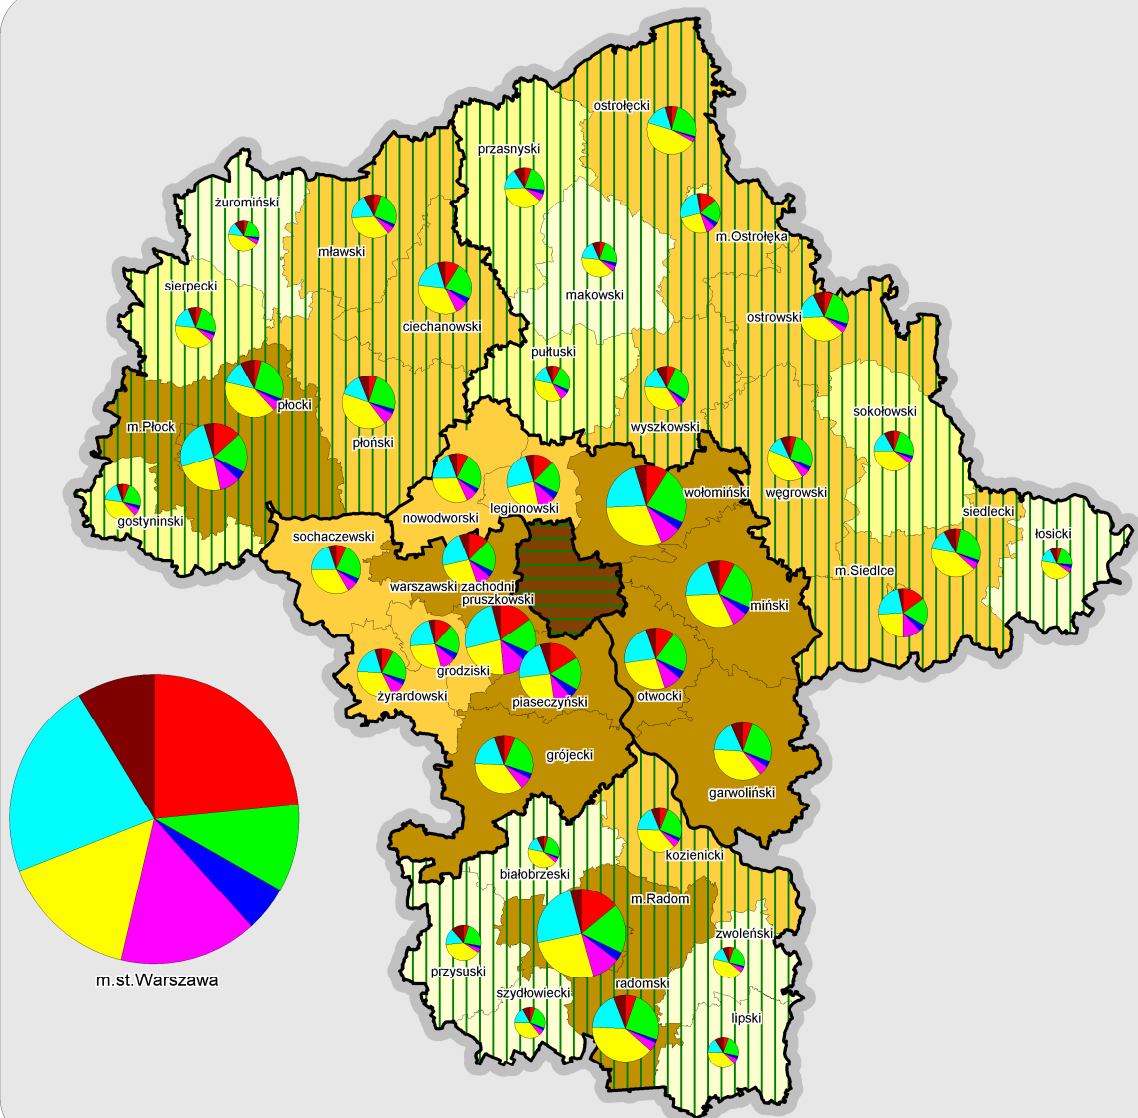 ostrołęcki
przasnyski
żuromiński
m.Ostrołęka
mławski
sierpecki
makowski
ostrowski
ciechanowski
pułtuski
płocki
sokołowski
m.Płock
wyszkowski
płoński
węgrowski
wołomiński
legionowski
siedlecki
nowodworski
gostyninski
łosicki
sochaczewski
m.Siedlce
warszawski zachodni
pruszkowski
miński
grodziski
żyrardowski
otwocki
piaseczyński
grójecki
garwoliński
kozienicki
białobrzeski
m.Radom
zwoleński
przysuski
m.st.Warszawa
radomski
szydłowiecki
lipski